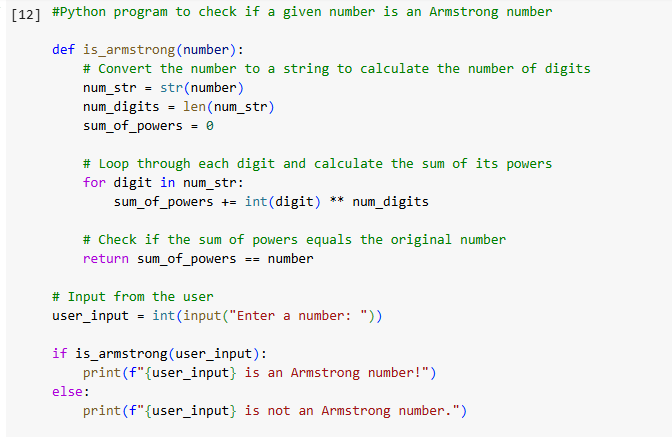 [12] #Python program to check if a given number is an Armstrong number
def is_armstrong(number):
# Convert the number to a string to calculate the number of digits
num_str = str(number)
num_digits = len(num_str)
sum_of_powers = 0
# Loop through each digit and calculate the sum of its powers
for digit in num_str:
sum_of_powers += int(digit) ** num_digits
# Check if the sum of powers equals the original number
return sum_of_powers == number
# Input from the user
user_input = int(input("Enter a number: "))
if is_armstrong(user_input):
print(f"{user_input} is an Armstrong number!")
else:
print(f"{user_input} is not an Armstrong number.")